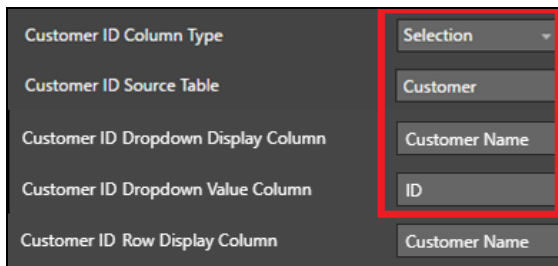 Customer ID Column Type Selection
Customer ID Source Table Customer
Customer ID Dropdown Display Column Customer Name
Customer ID Dropdown Value Column ID
Customer ID Row Display Column Customer Name